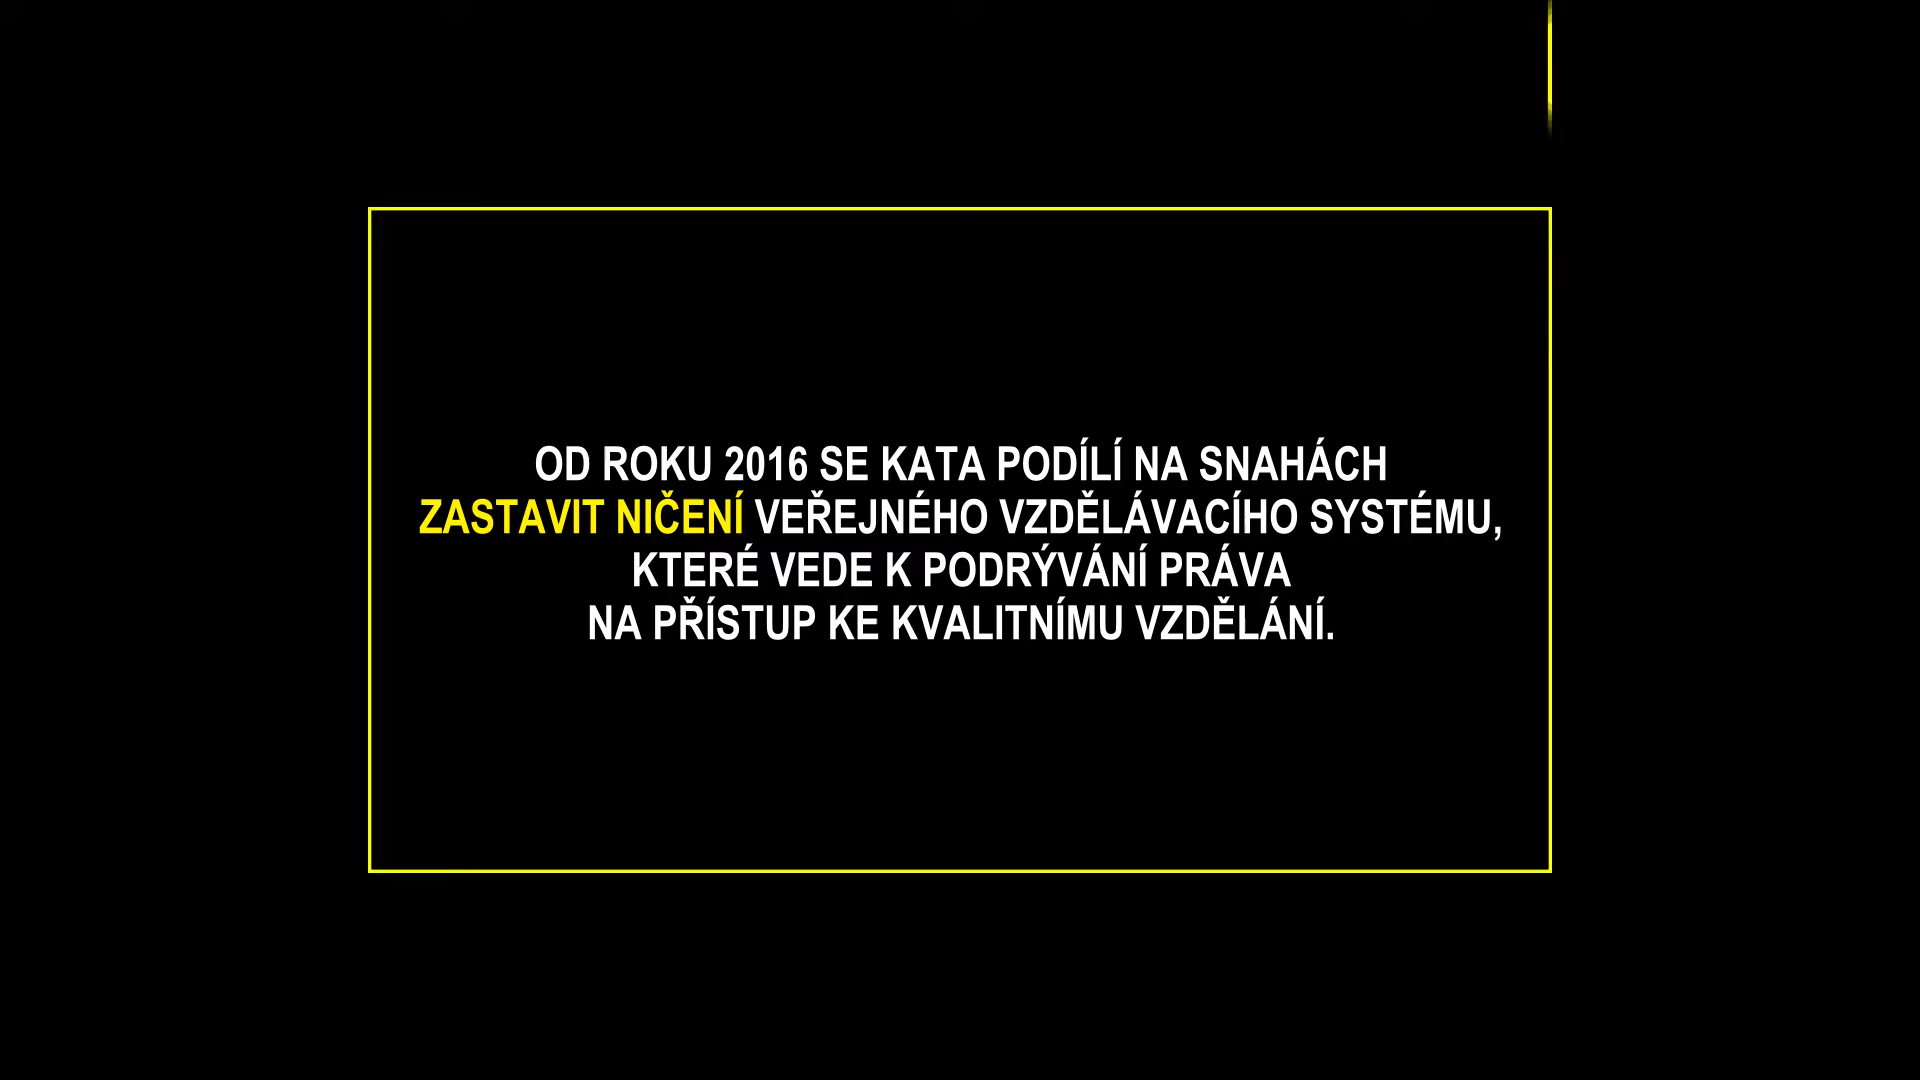 OD ROKU 2016 SE KATA PODÍLÍ NA SNAHÁCH
ZASTAVIT NIČENÍ VEŘEJNÉHO VZDĚLÁVACÍHO SYSTÉMU,
KTERÉ VEDE K PODRÝVÁNÍ PRÁVA
NA PŘÍSTUP KE KVALITNÍMU VZDĚLÁNÍ.